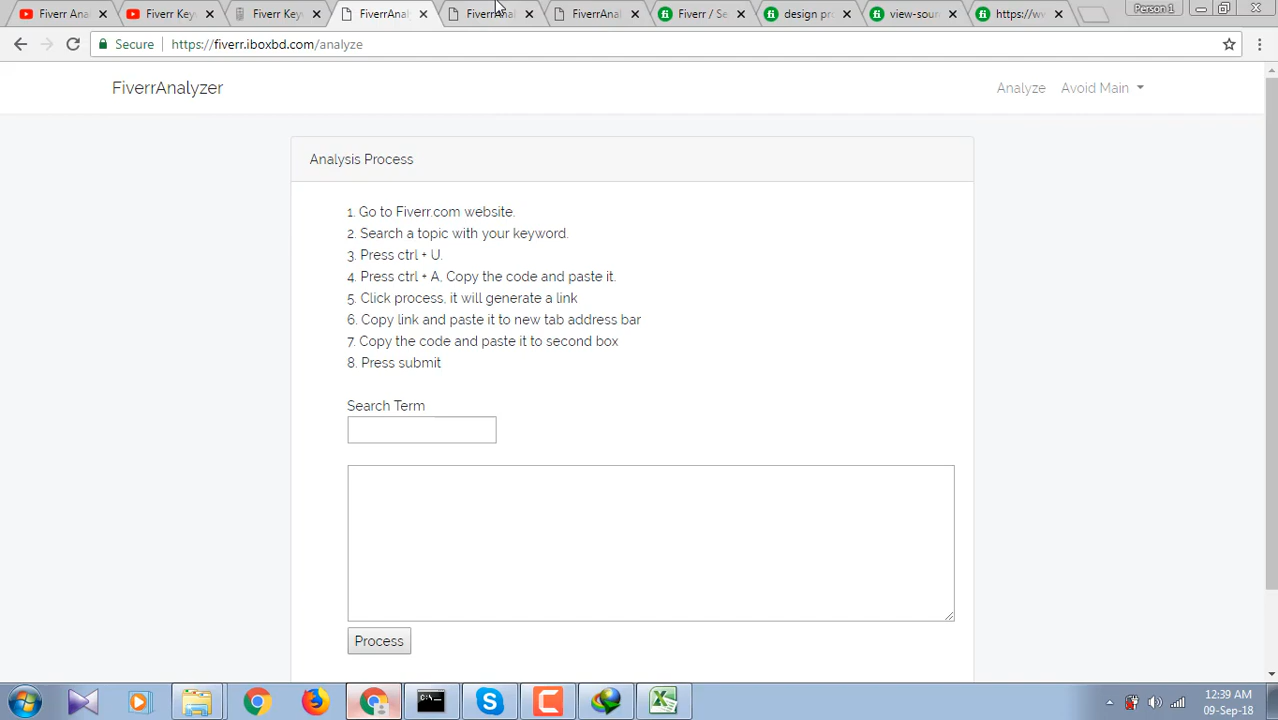 Fiverr Ana
Fiverr Key
Fiverr Key
FiverrAnal
FiverrAnal
FiverrAnal
Fiverr / Se
design p
view-sour
https://w
Person 1
Secure
https://fiverr.iboxbd.com/analyze
FiverrAnalyzer
Analyze
Avoid Main
Analysis Process
1. Go to Fiverr.com website.
2. Search a topic with your keyword.
3. Press ctrl + U.
4. Press ctrl + A, Copy the code and paste it.
5. Click process, it will generate a link
6. Copy link and paste it to new tab address bar
7. Copy the code and paste it to second box
8. Press submit
Search Term
Process
12:39 AM
09-Sep-18